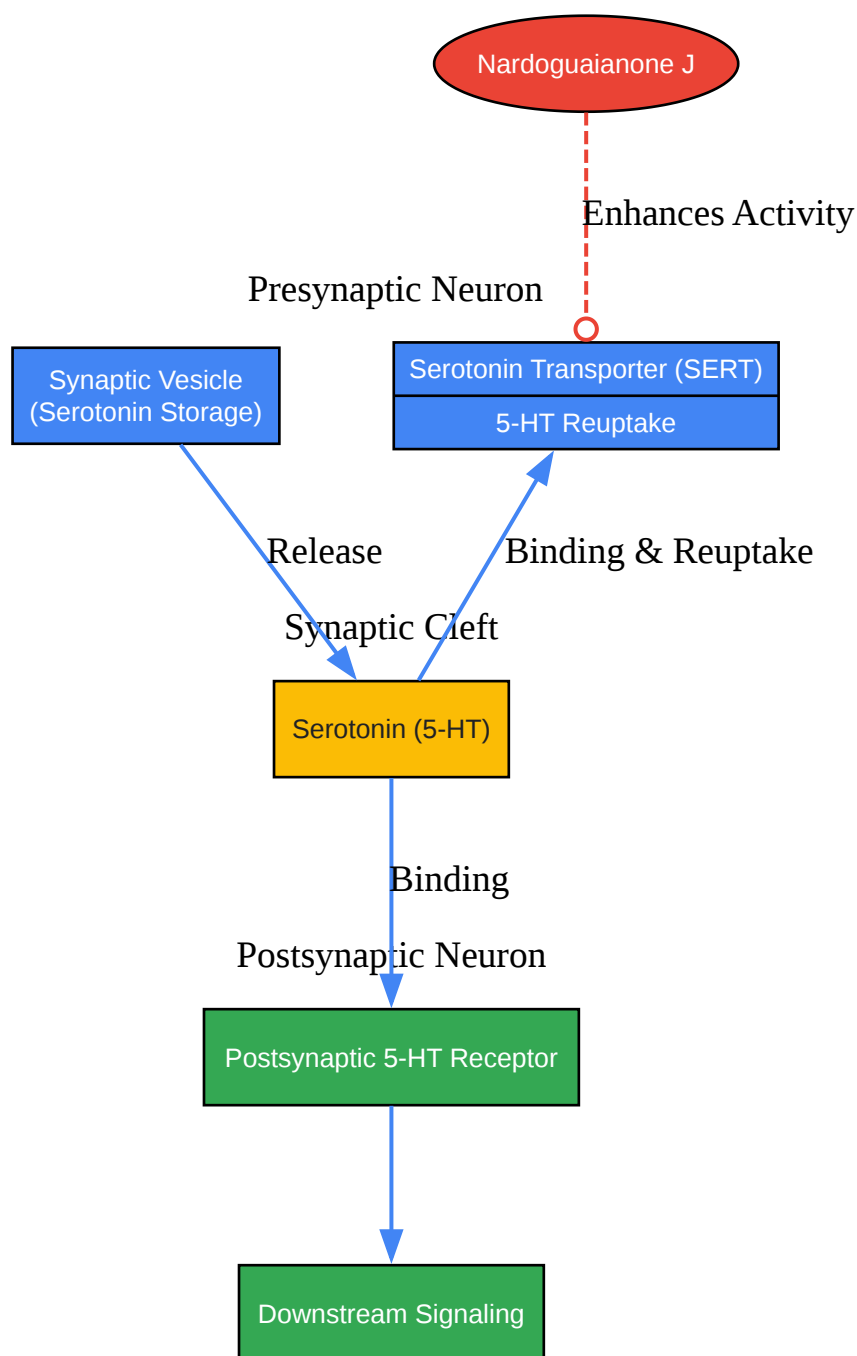 Nardoguaianone J
Enhances Activity
Presynaptic Neuron
Synaptic Vesicle
(Serotonin Storage)
Serotonin Transporter (SERT)
5-HT Reuptake
Release
Binding & Reuptake
Synaptic Cleft
Serotonin (5-HT)
Binding
Postsynaptic Neuron
Postsynaptic 5-HT Receptor
Downstream Signaling